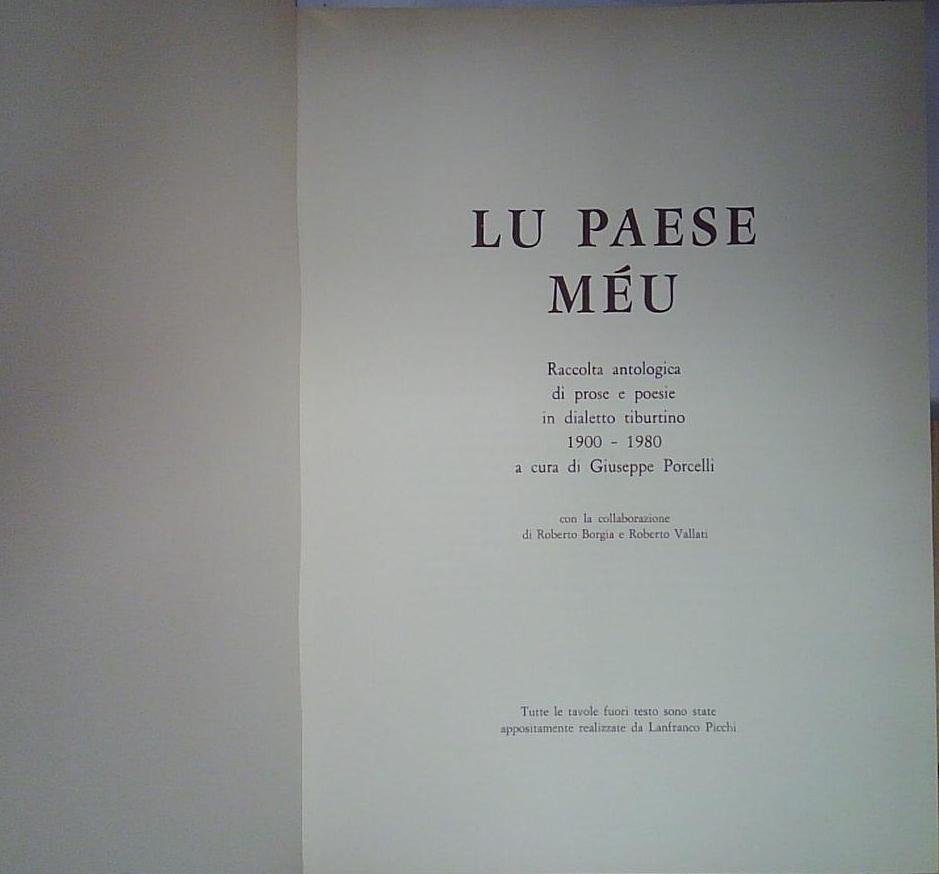 LU PAESE
MÉU
Raccolta antologica
di prose e poesie
in dialetto tiburtino
1900 - 1980
a cura di Giuseppe Porcelli
con la collaborazione
di Roberto Borgia e Roberto Vallati
Tutte le tavole fuori testo sono state
appositamente realizzate da Lanfranco Picchi